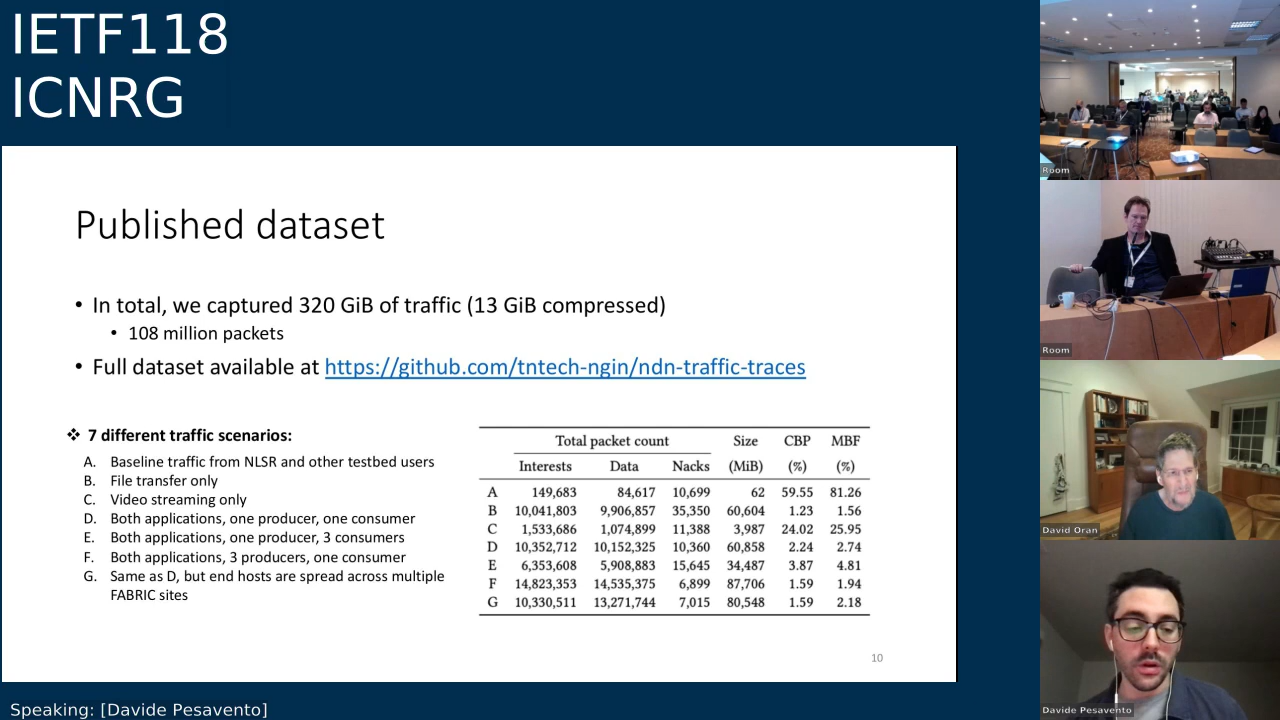 IETF118
ICNRG
Published dataset
• In total, we captured 320 GiB of traffic (13 GiB compressed)
• 108 million packets
• Full dataset available at https://github.com/tntech-ngin/ndn-traffic-traces
❖ 7 different traffic scenarios:
A. Baseline traffic from NLSR and other testbed users
B. File transfer only
C. Video streaming only
D. Both applications, one producer, one consumer
E. Both applications, one producer, 3 consumers
F. Both applications, 3 producers, one consumer
G. Same as D, but end hosts are spread across multiple
FABRIC sites
Total packet count Size CBP MBF
Interests Data Nacks (MiB) (%) (%)
A 149,683 84,617 10,699 62 59.55 81.26
B 10,041,803 9,906,857 35,350 60,604 1.23 1.56
C 1,533,686 1,074,899 11,388 3,987 24.02 25.95
D 10,352,712 10,152,325 10,360 60,858 2.24 2.74
E 6,353,608 5,908,883 15,645 34,487 3.87 4.81
F 14,823,353 14,535,375 6,899 87,706 1.59 1.94
G 10,330,511 13,271,744 7,015 80,548 1.59 2.18
10
Speaking: [Davide Pesavento]
Room
Room
David Oran
Davide Pesavento